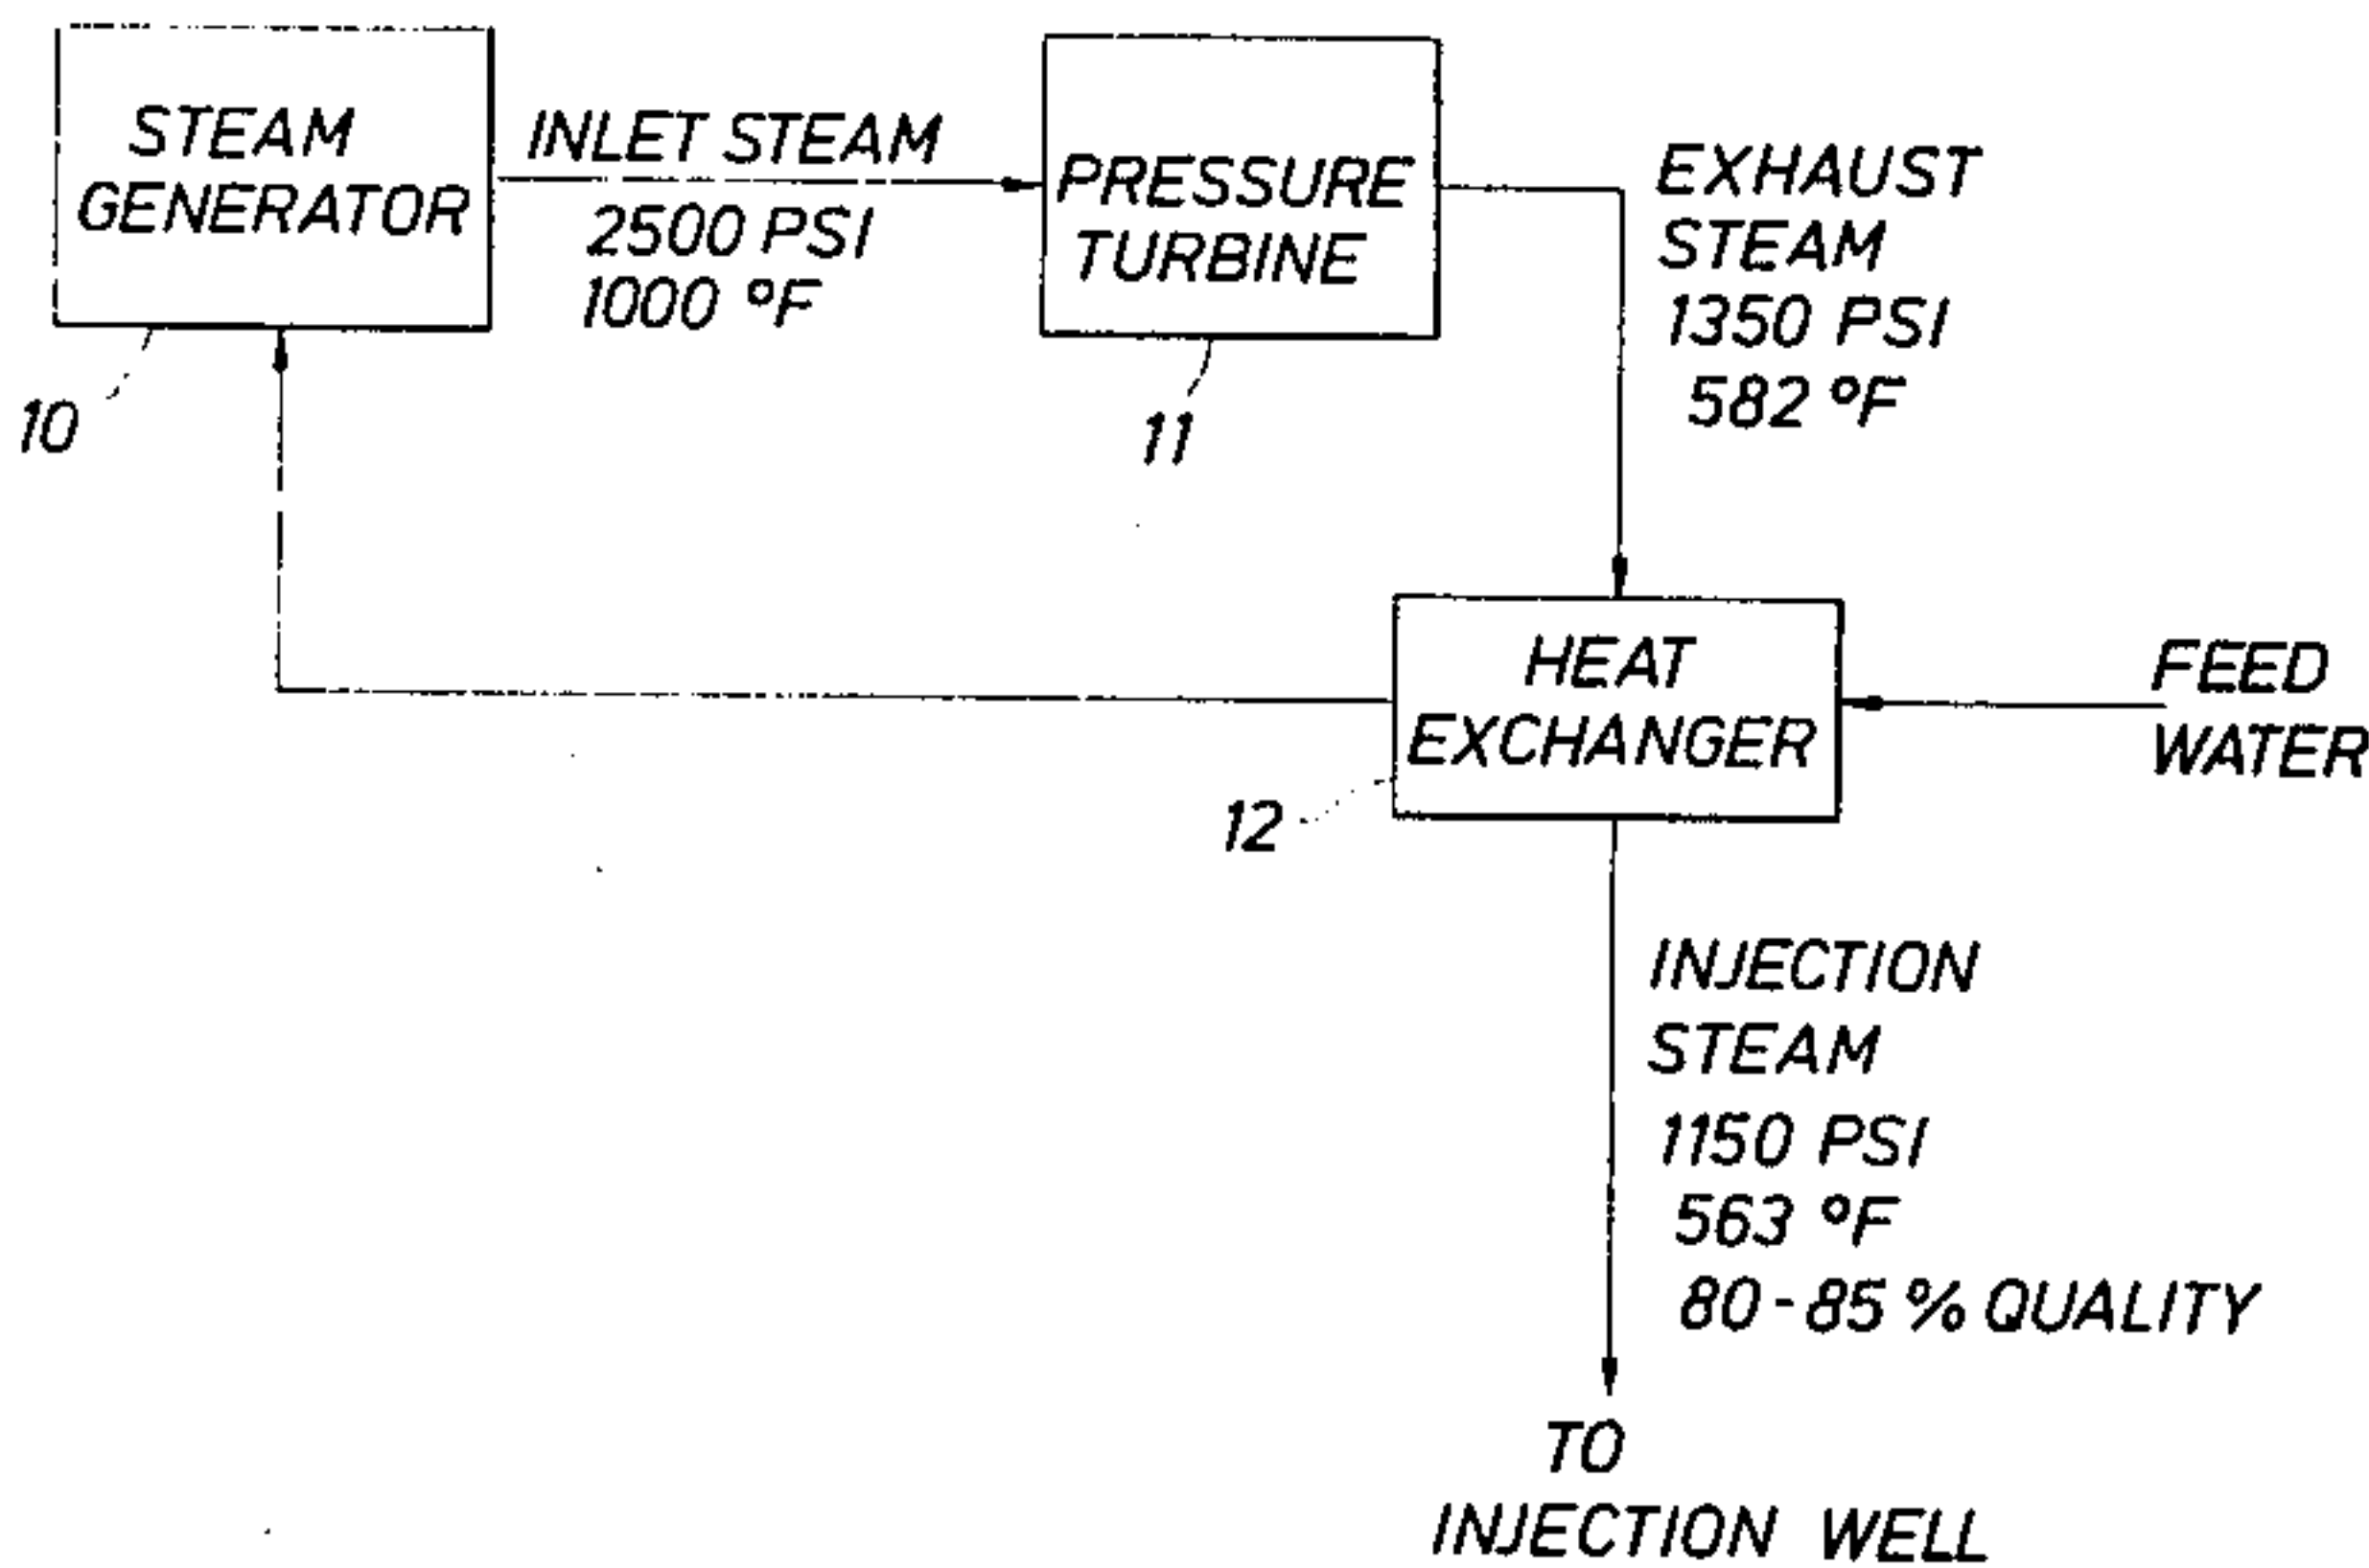 STEAM
GENERATOR
10
INLET STEAM
2500 PSI
1000 °F
PRESSURE
TURBINE
11
EXHAUST
STEAM
1350 PSI
582 °F
HEAT
EXCHANGER
12
FEED
WATER
INJECTION
STEAM
1150 PSI
563 °F
80-85% QUALITY
TO
INJECTION WELL